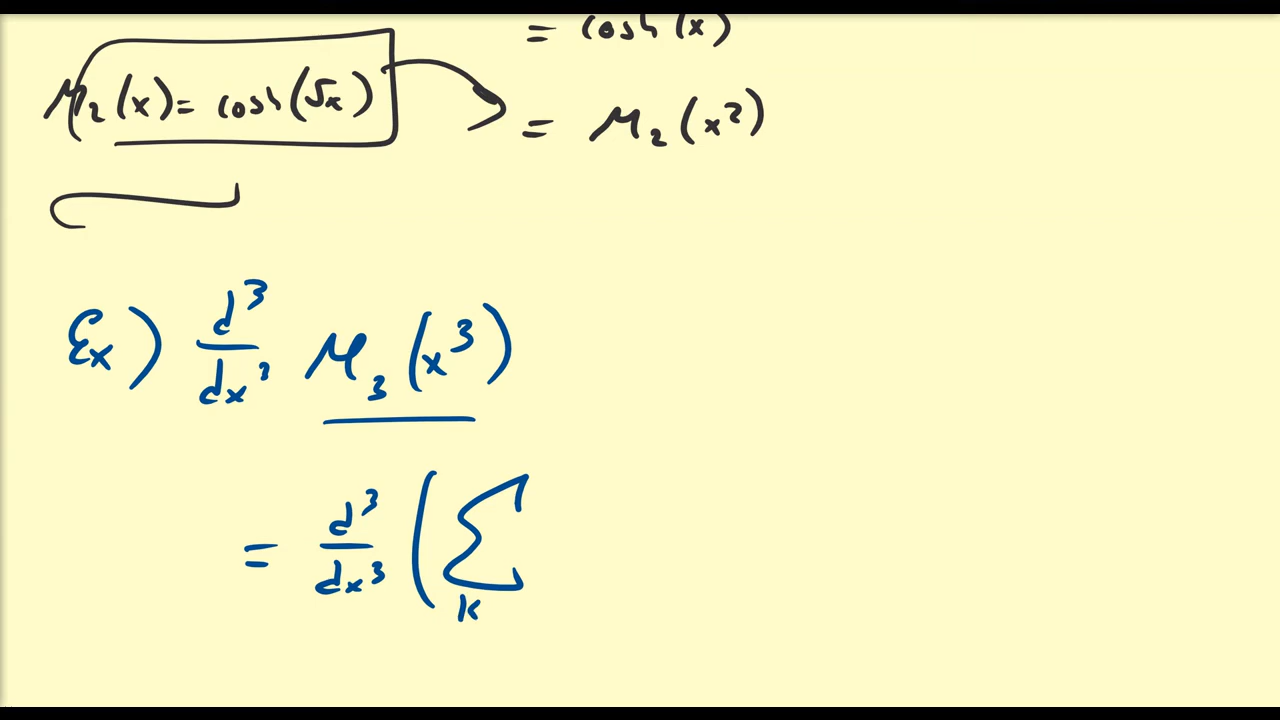 = cosh(x)
M₂(x) = cosh(√x)
= M₂(x²)
Ex) d³/dx³ M₃(x³)
= d³/dx³ (∑ k